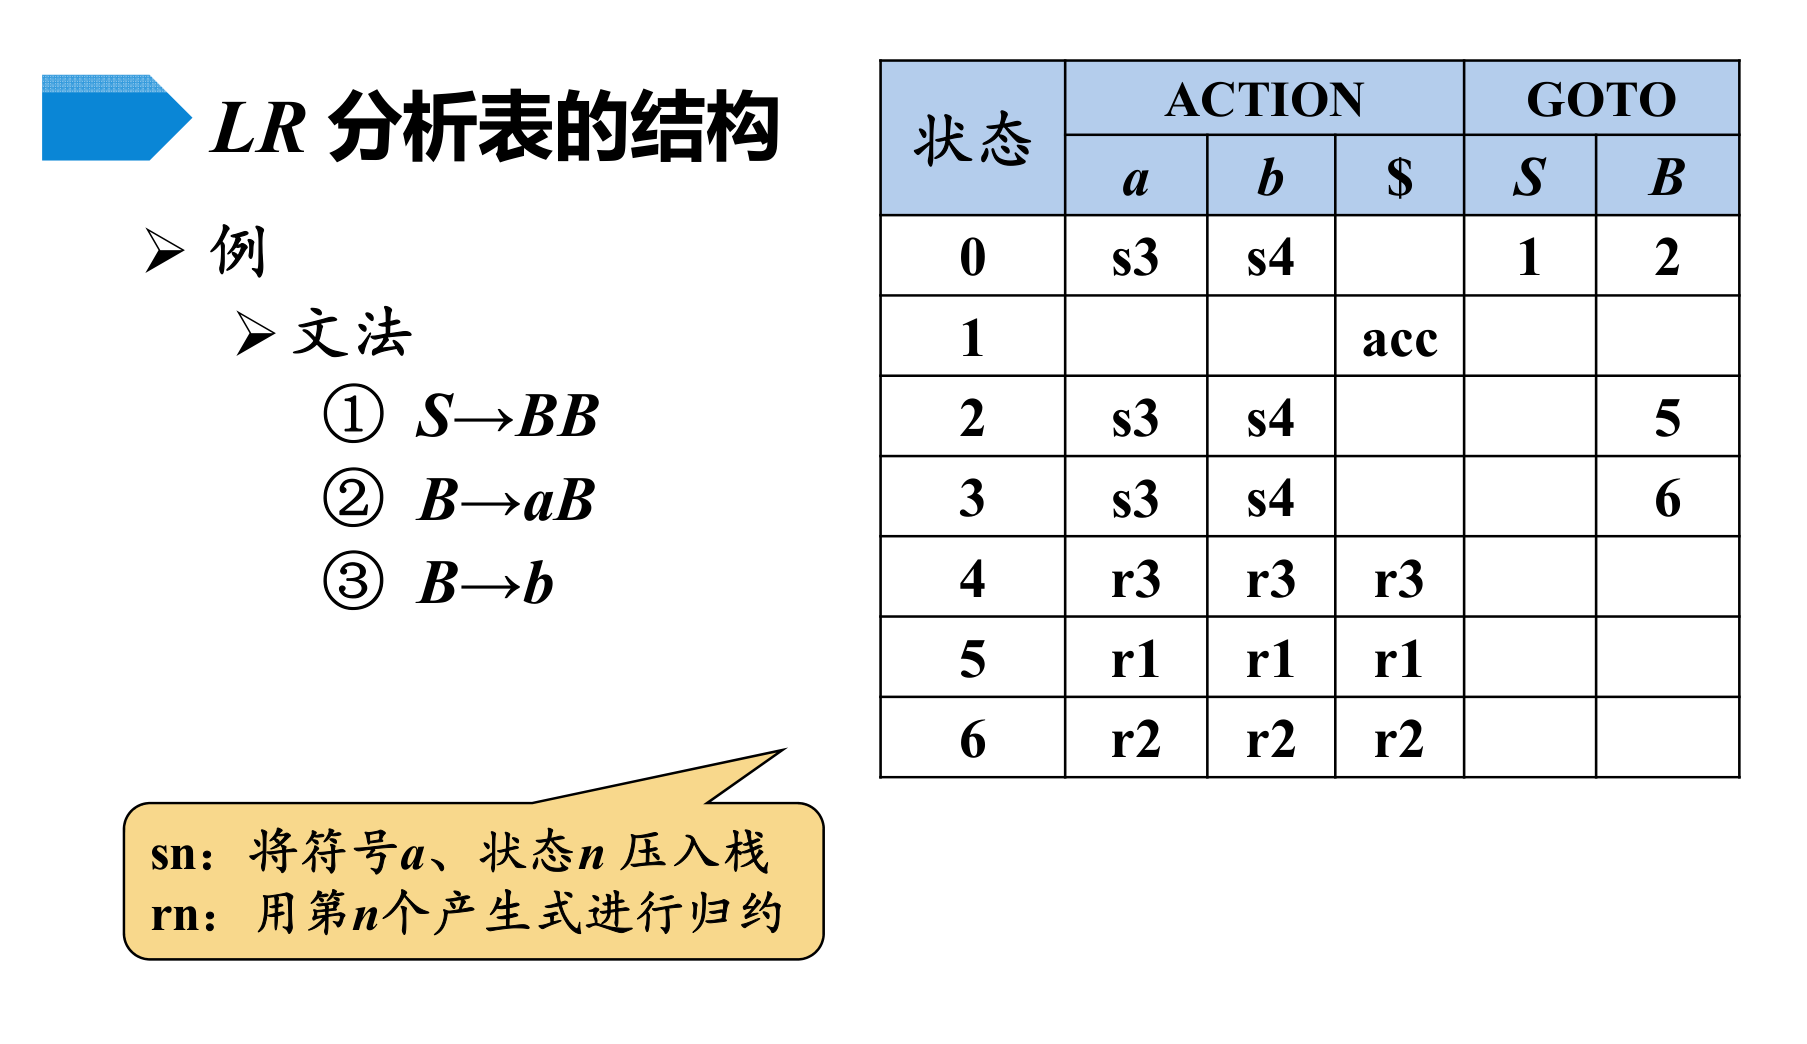 LR 分析表的结构
例
文法
① S→BB
② B→aB
③ B→b
sn：将符号a、状态n 压入栈
rn：用第n个产生式进行归约
状态 ACTION GOTO
a b $ S B
0 s3 s4 1 2
1 acc
2 s3 s4 5
3 s3 s4 6
4 r3 r3 r3
5 r1 r1 r1
6 r2 r2 r2